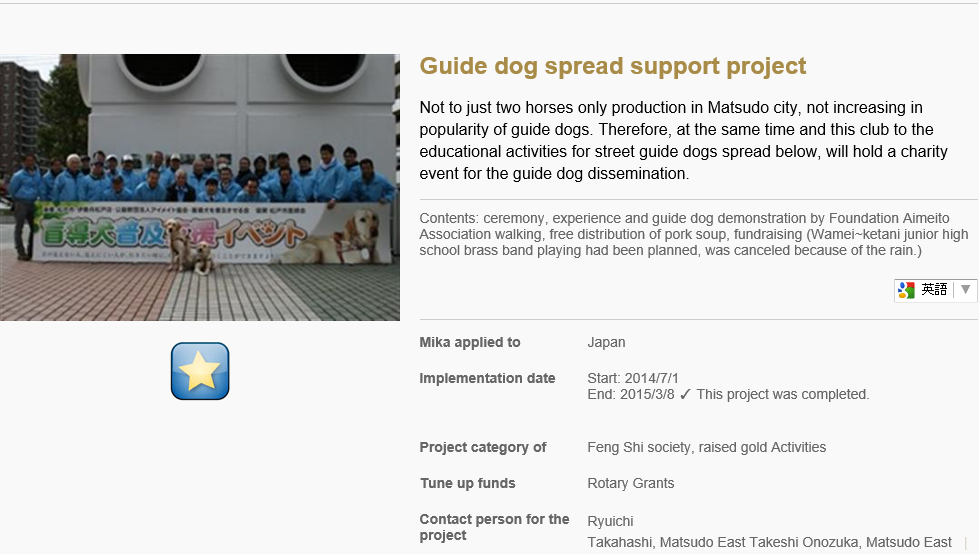 Guide dog spread support project
Not to just two horses only production in Matsudo city, not increasing in
popularity of guide dogs. Therefore, at the same time and this club to the
educational activities for street guide dogs spread below, will hold a charity
event for the guide dog dissemination.
盲導犬普及支援イベント
Contents: ceremony, experience and guide dog demonstration by Foundation Aimeito
Association walking, free distribution of pork soup, fundraising (Wamei~ketani junior high
school brass band playing had been planned, was canceled because of the rain.)
英語
Mika applied to Japan
Implementation date Start: 2014/7/1
End: 2015/3/8 ✓ This project was completed.
Project category of Feng Shi society, raised gold Activities
Tune up funds Rotary Grants
Contact person for the project Ryuichi
Takahashi, Matsudo East Takeshi Onozuka, Matsudo East